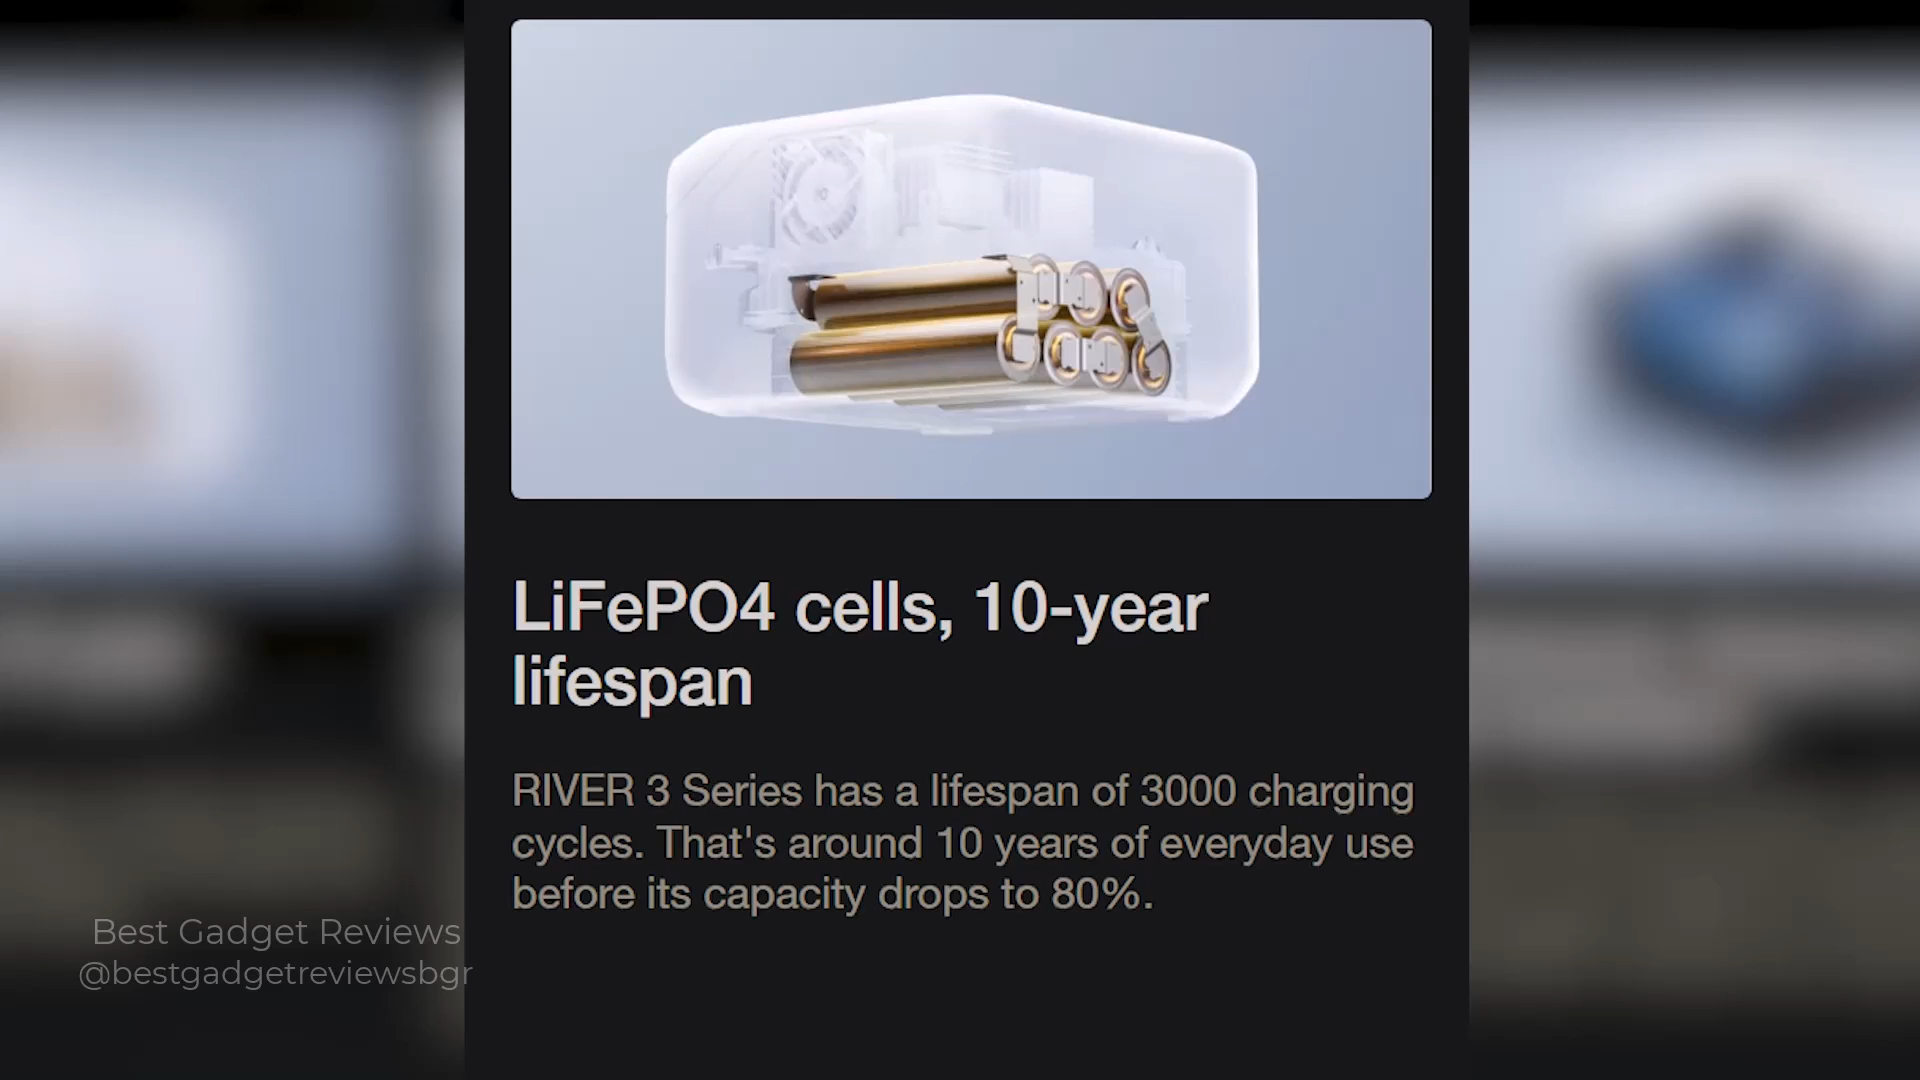 LiFePO4 cells, 10-year
lifespan
RIVER 3 Series has a lifespan of 3000 charging
cycles. That's around 10 years of everyday use
before its capacity drops to 80%.
Best Gadget Reviews
@bestgadgetreviewsbgr